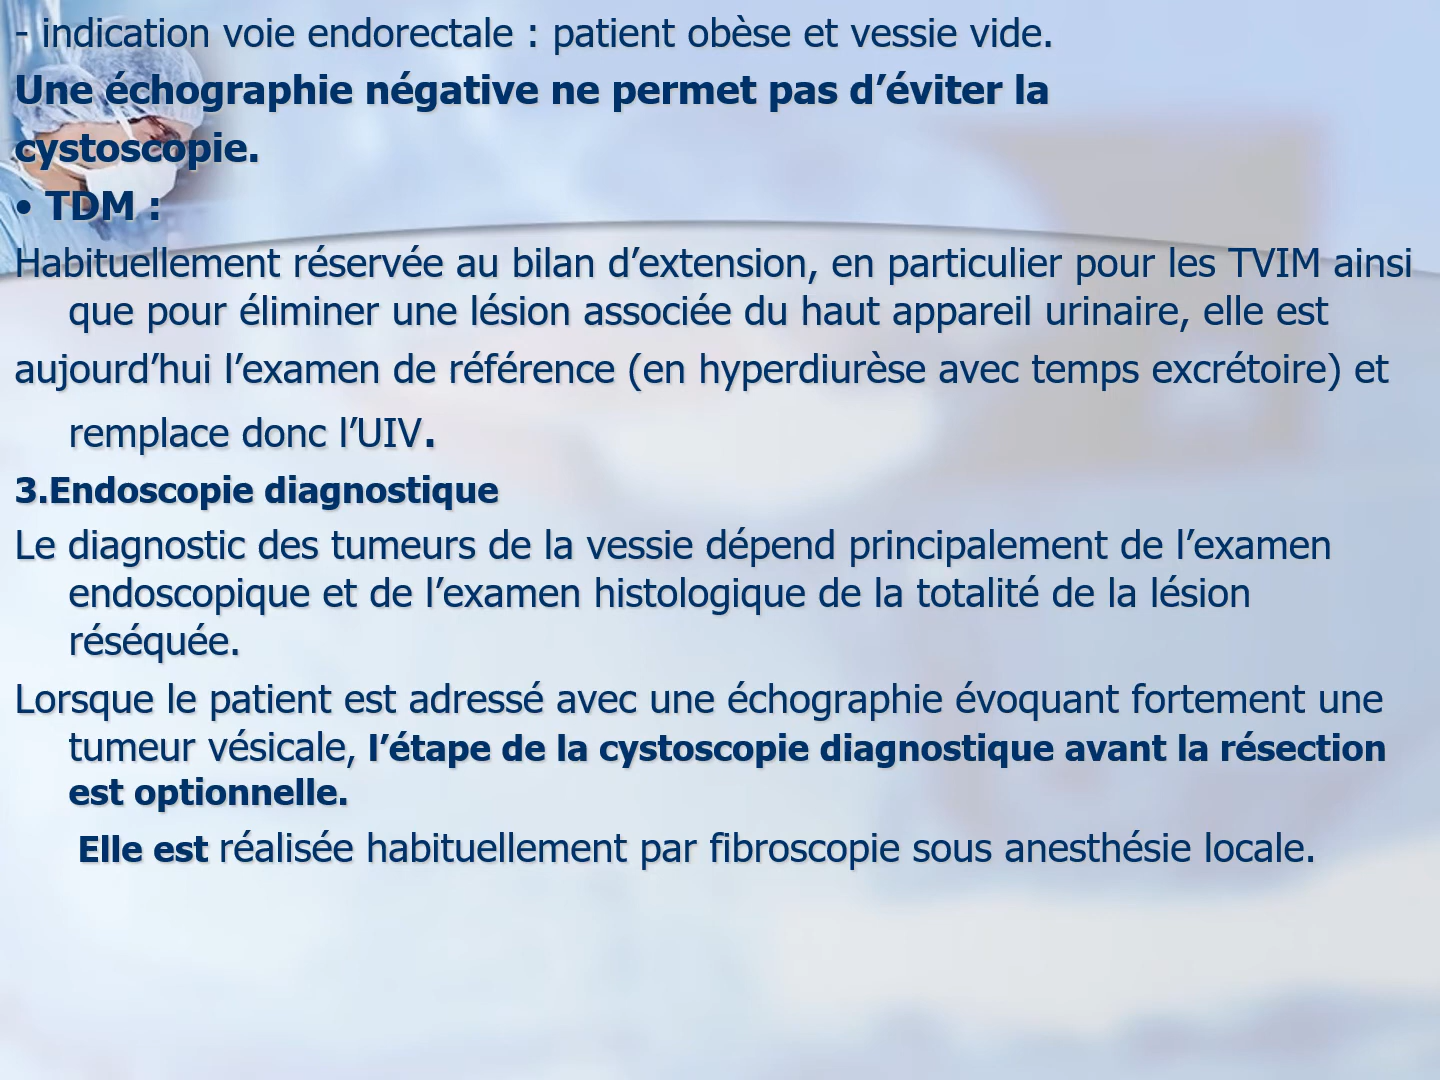 - indication voie endorectale : patient obèse et vessie vide.
Une échographie négative ne permet pas d’éviter la
cystoscopie.
• TDM :
Habituellement réservée au bilan d’extension, en particulier pour les TVIM ainsi
que pour éliminer une lésion associée du haut appareil urinaire, elle est
aujourd’hui l’examen de référence (en hyperdiurèse avec temps excrétoire) et
remplace donc l’UIV.
3.Endoscopie diagnostique
Le diagnostic des tumeurs de la vessie dépend principalement de l’examen
endoscopique et de l’examen histologique de la totalité de la lésion
réséquée.
Lorsque le patient est adressé avec une échographie évoquant fortement une
tumeur vésicale, l’étape de la cystoscopie diagnostique avant la résection
est optionnelle.
Elle est réalisée habituellement par fibroscopie sous anesthésie locale.